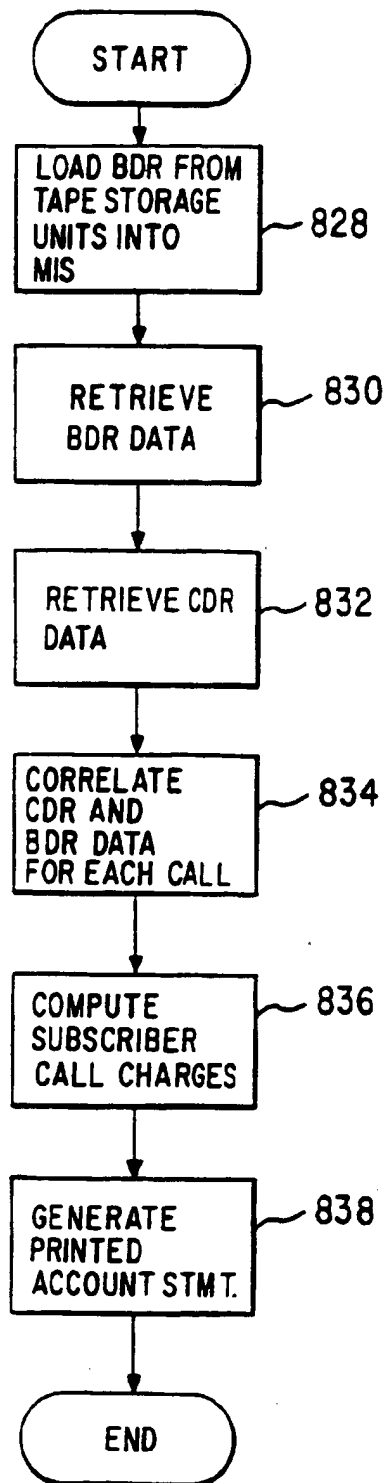 START
LOAD BDR FROM
TAPE STORAGE
UNITS INTO
MIS
828
RETRIEVE
BDR DATA
830
RETRIEVE CDR
DATA
832
CORRELATE
CDR AND
BDR DATA
FOR EACH CALL
834
COMPUTE
SUBSCRIBER
CALL CHARGES
836
GENERATE
PRINTED
ACCOUNT STMT.
838
END